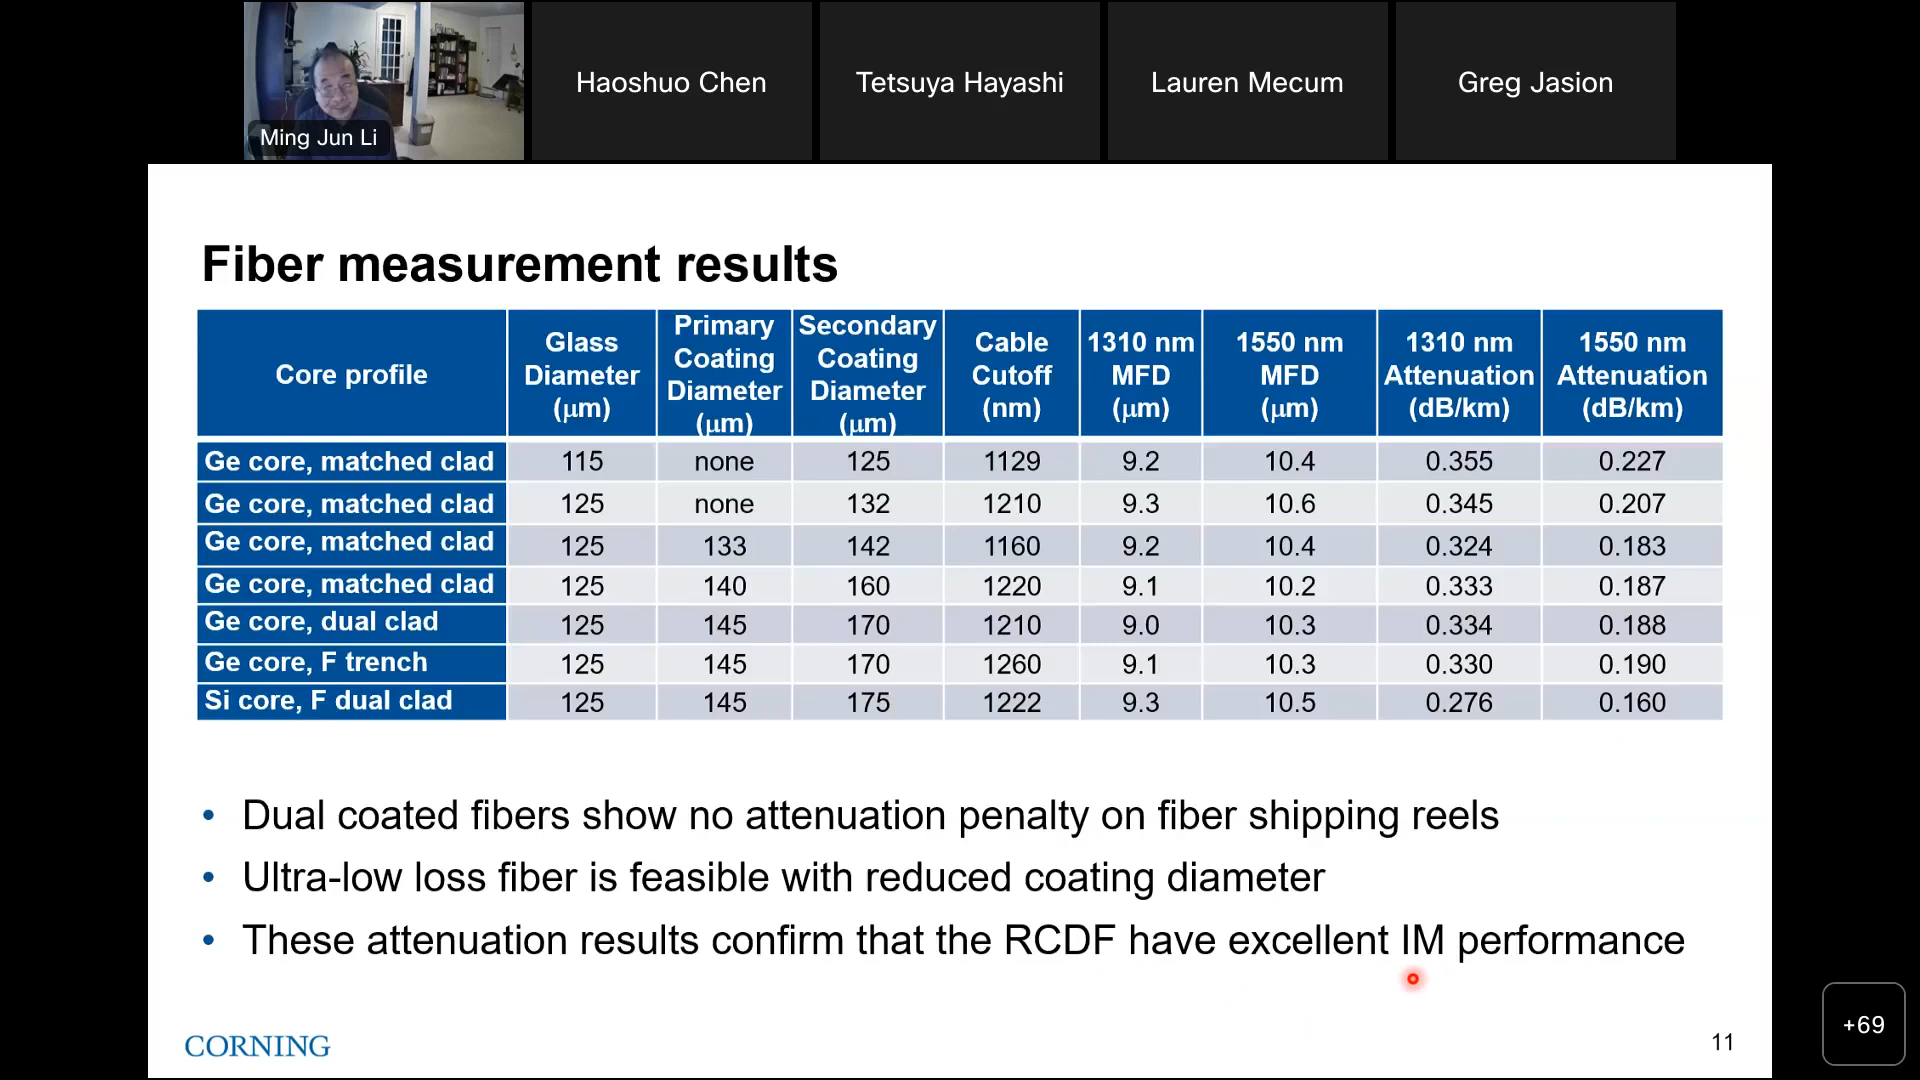 Ming Jun Li
Haoshuo Chen
Tetsuya Hayashi
Lauren Mecum
Greg Jasion
Fiber measurement results
Core profile
Glass
Diameter
(μm)
Primary
Coating
Diameter
(μm)
Secondary
Coating
Diameter
(μm)
Cable
Cutoff
(nm)
1310 nm
MFD
(μm)
1550 nm
MFD
(μm)
1310 nm
Attenuation
(dB/km)
1550 nm
Attenuation
(dB/km)
Ge core, matched clad 115 none 125 1129 9.2 10.4 0.355 0.227
Ge core, matched clad 125 none 132 1210 9.3 10.6 0.345 0.207
Ge core, matched clad 125 133 142 1160 9.2 10.4 0.324 0.183
Ge core, matched clad 125 140 160 1220 9.1 10.2 0.333 0.187
Ge core, dual clad 125 145 170 1210 9.0 10.3 0.334 0.188
Ge core, F trench 125 145 170 1260 9.1 10.3 0.330 0.190
Si core, F dual clad 125 145 175 1222 9.3 10.5 0.276 0.160
• Dual coated fibers show no attenuation penalty on fiber shipping reels
• Ultra-low loss fiber is feasible with reduced coating diameter
• These attenuation results confirm that the RCDF have excellent IM performance
CORNING
11
+69